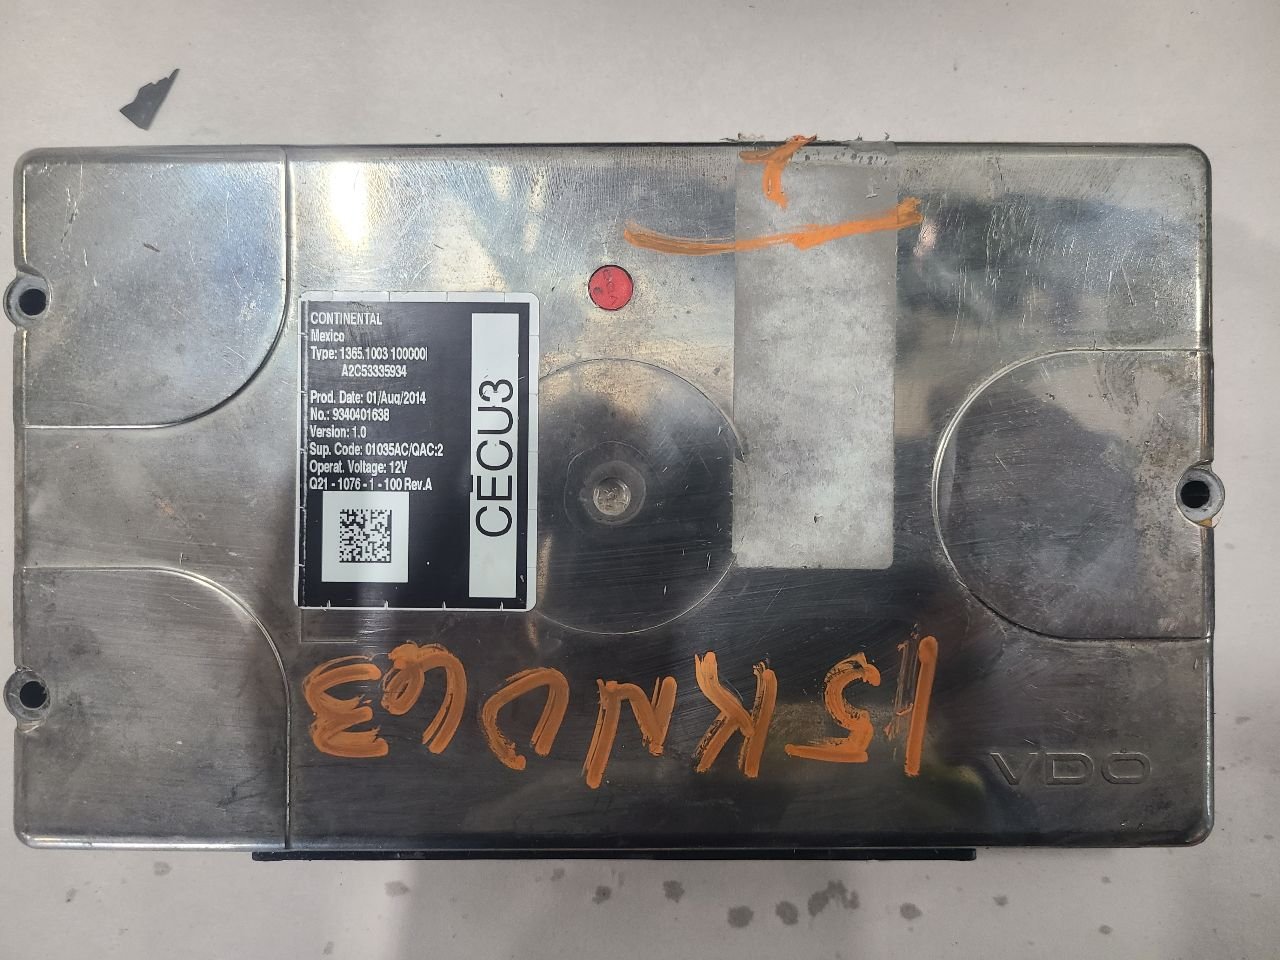 CONTINENTAL
Mexico
Type: 1365.1003 100000
A2C53335934
Prod. Date: 01/Aug/2014
No.: 9340401638
Version: 1.0
Sup. Code: 01035AC/QAC:2
Operat. Voltage: 12V
Q21 - 1076 - 1 - 100 Rev.A
CECU3
15KNU63
VDO